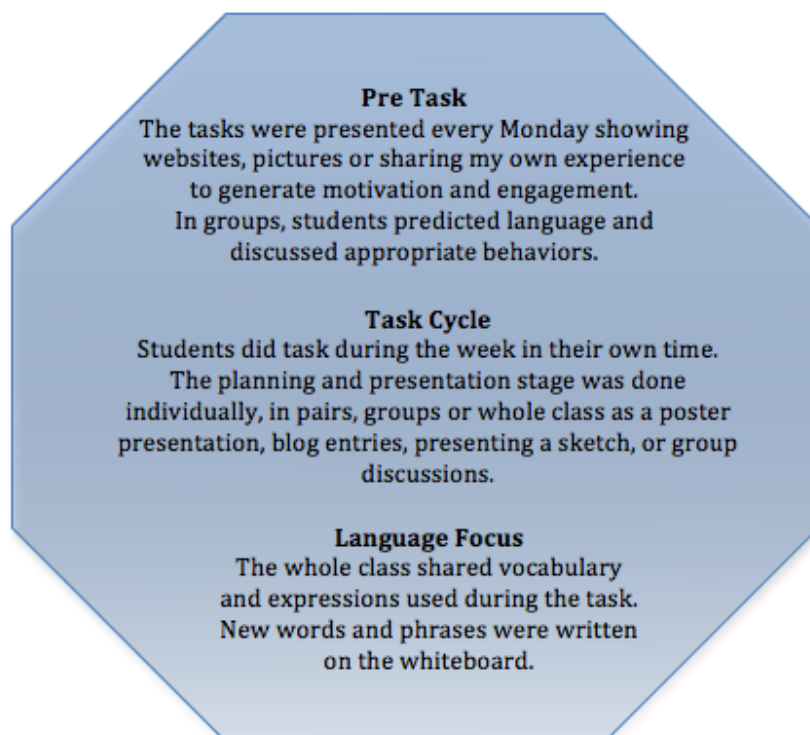 Pre Task
The tasks were presented every Monday showing
websites, pictures or sharing my own experience
to generate motivation and engagement.
In groups, students predicted language and
discussed appropriate behaviors.
Task Cycle
Students did task during the week in their own time.
The planning and presentation stage was done
individually, in pairs, groups or whole class as a poster
presentation, blog entries, presenting a sketch, or group
discussions.
Language Focus
The whole class shared vocabulary
and expressions used during the task.
New words and phrases were written
on the whiteboard.